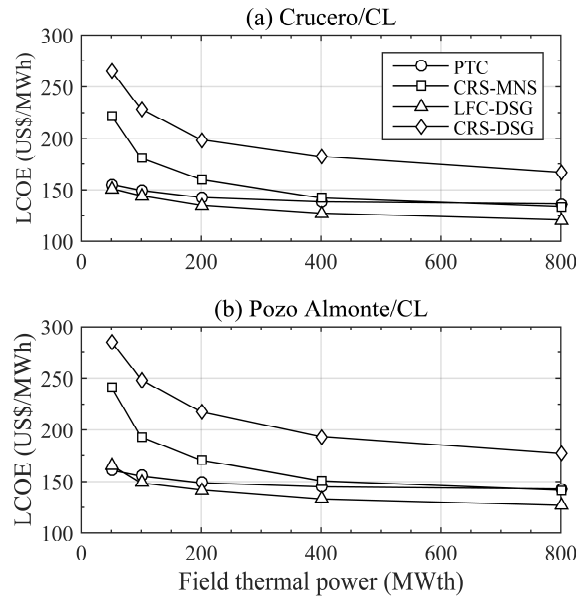 (a) Crucero/CL
300
250
200
150
100
LCOE (US$/MWh)
PTC
CRS-MNS
LFC-DSG
CRS-DSG
0 200 400 600 800
(b) Pozo Almonte/CL
300
250
200
150
100
LCOE (US$/MWh)
0 200 400 600 800
Field thermal power (MWth)